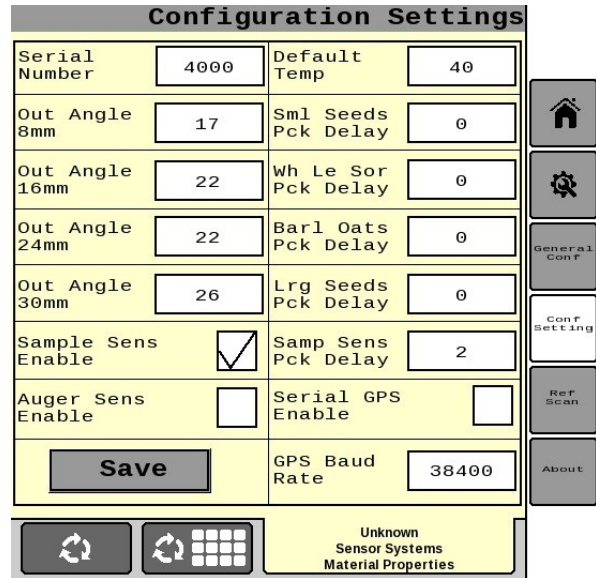 Configuration Settings
Serial
Number
4000
Default
Temp
40
Out Angle
8mm
17
Sml Seeds
Pck Delay
0
Out Angle
16mm
22
Wh Le Sor
Pck Delay
0
Out Angle
24mm
22
Barl Oats
Pck Delay
0
Out Angle
30mm
26
Lrg Seeds
Pck Delay
0
Sample Sens
Enable
Samp Sens
Pck Delay
2
Auger Sens
Enable
Serial GPS
Enable
Save
GPS Baud
Rate
38400
General
Conf
Conf
Setting
Ref
Scan
About
Unknown
Sensor Systems
Material Properties